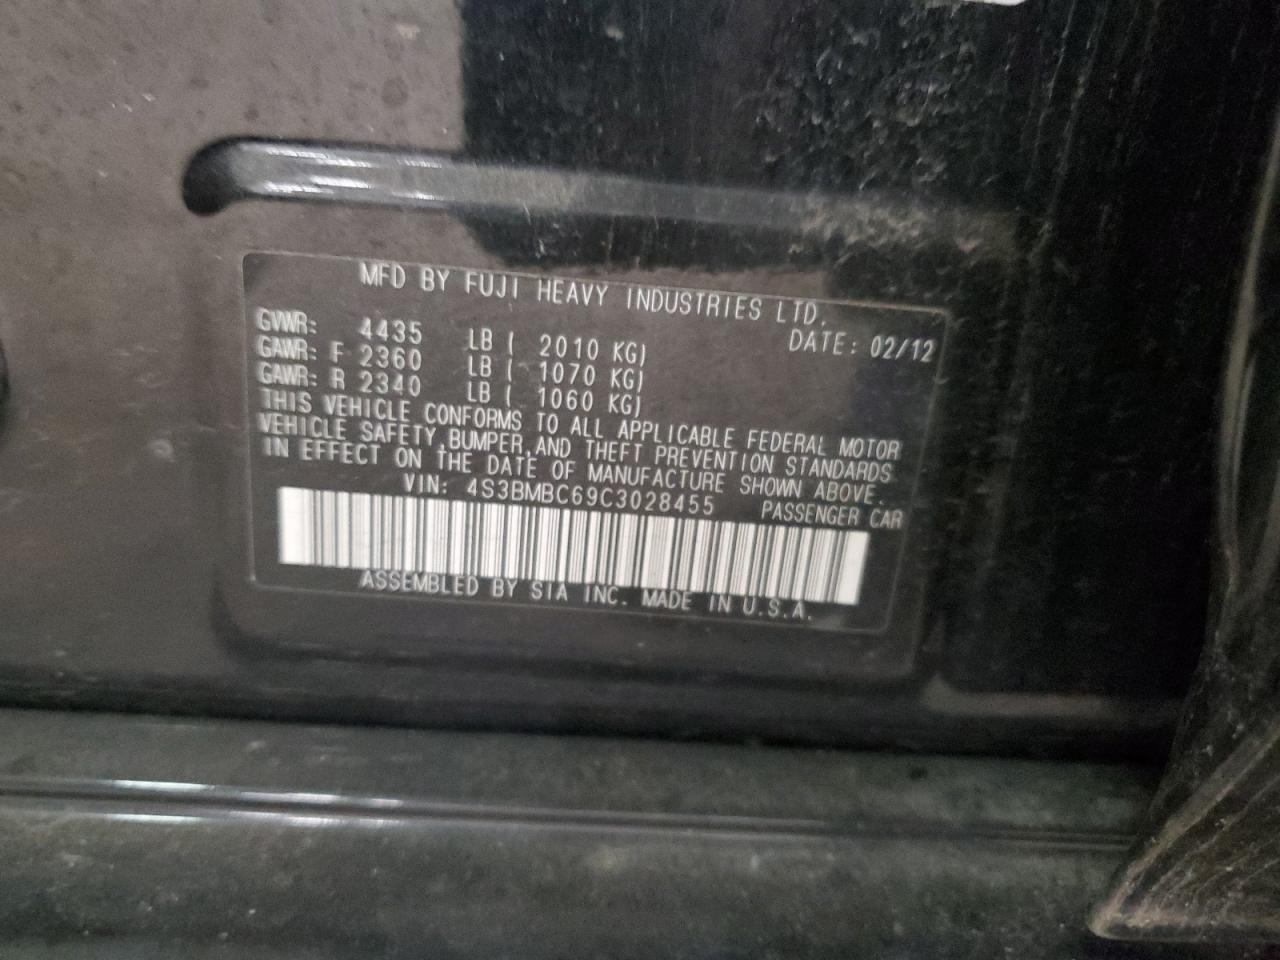 MFD BY FUJI HEAVY INDUSTRIES LTD.
GVWR: 4435 LB ( 2010 KG) DATE: 02/12
GAWR: F 2360 LB ( 1070 KG)
GAWR: R 2340 LB ( 1060 KG)
THIS VEHICLE CONFORMS TO ALL APPLICABLE FEDERAL MOTOR
VEHICLE SAFETY,BUMPER,AND THEFT PREVENTION STANDARDS
IN EFFECT ON THE DATE OF MANUFACTURE SHOWN ABOVE.
VIN: 4S3BMBC69C3028455 PASSENGER CAR
ASSEMBLED BY SIA INC. MADE IN U.S.A.